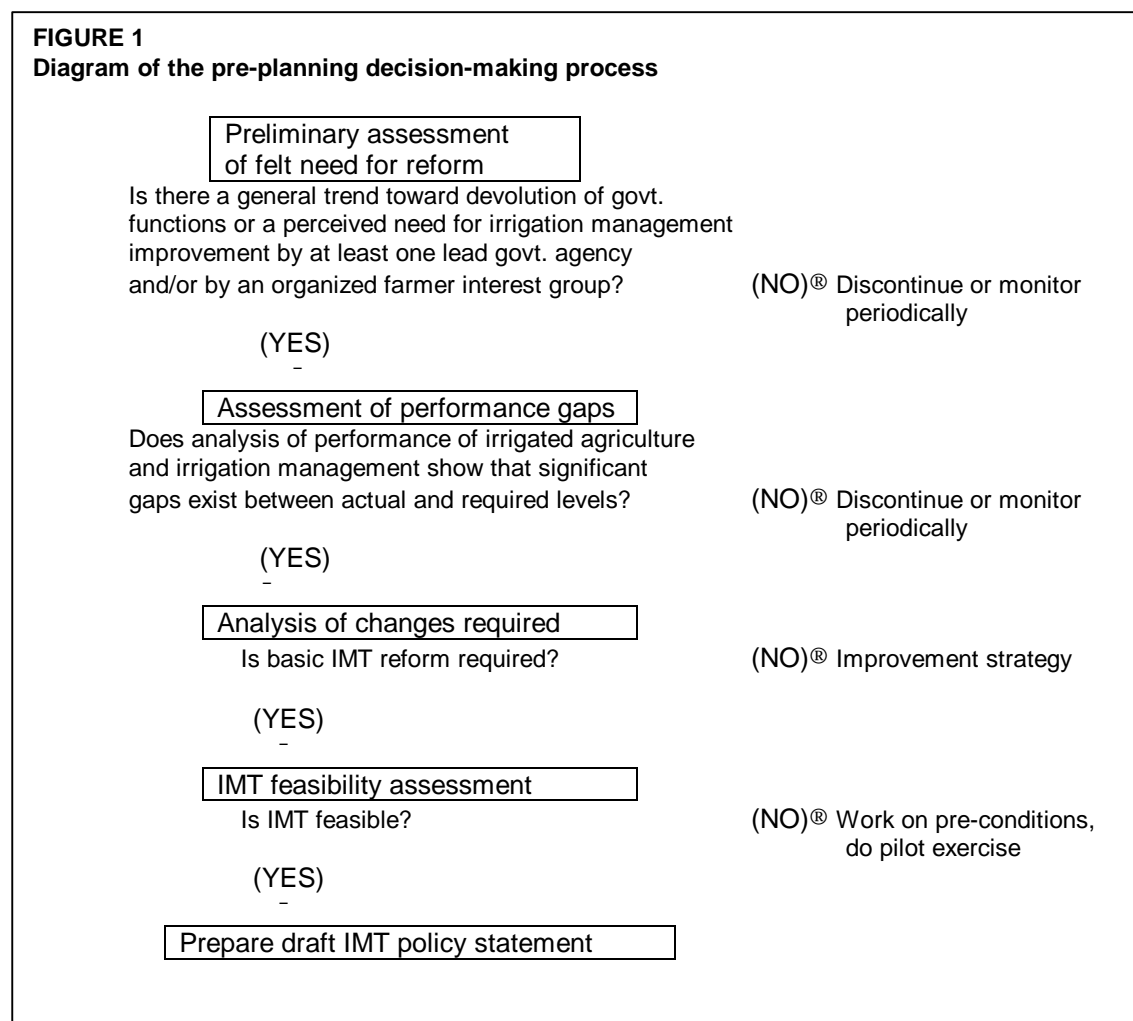 FIGURE 1
Diagram of the pre-planning decision-making process
Preliminary assessment
of felt need for reform
Is there a general trend toward devolution of govt.
functions or a perceived need for irrigation management
improvement by at least one lead govt. agency
and/or by an organized farmer interest group?
(NO)® Discontinue or monitor
periodically
(YES)
Assessment of performance gaps
Does analysis of performance of irrigated agriculture
and irrigation management show that significant
gaps exist between actual and required levels?
(NO)® Discontinue or monitor
periodically
(YES)
Analysis of changes required
Is basic IMT reform required?
(NO)® Improvement strategy
(YES)
IMT feasibility assessment
Is IMT feasible?
(NO)® Work on pre-conditions,
do pilot exercise
(YES)
Prepare draft IMT policy statement